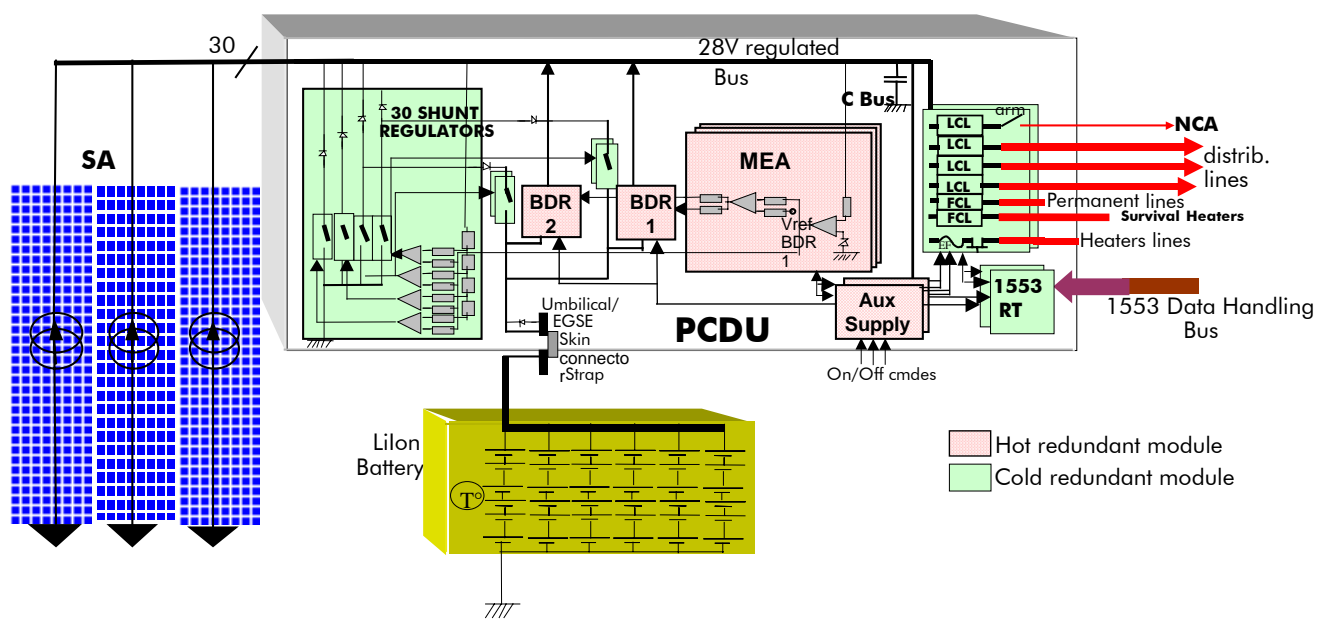 30
28V regulated
Bus
C Bus
30 SHUNT
REGULATORS
SA
MEA
Vref
BDR
1
BDR
2
BDR
1
arm
LCL
LCL
LCL
LCL
FCL
FCL
EF
NCA
distrib.
lines
Permanent lines
Survival Heaters
Heaters lines
1553
RT
1553 Data Handling
Bus
Aux
Supply
On/Off cmdes
PCDU
Umbilical/
EGSE
Skin
connecto
rStrap
LiIon
Battery
T°
Hot redundant module
Cold redundant module